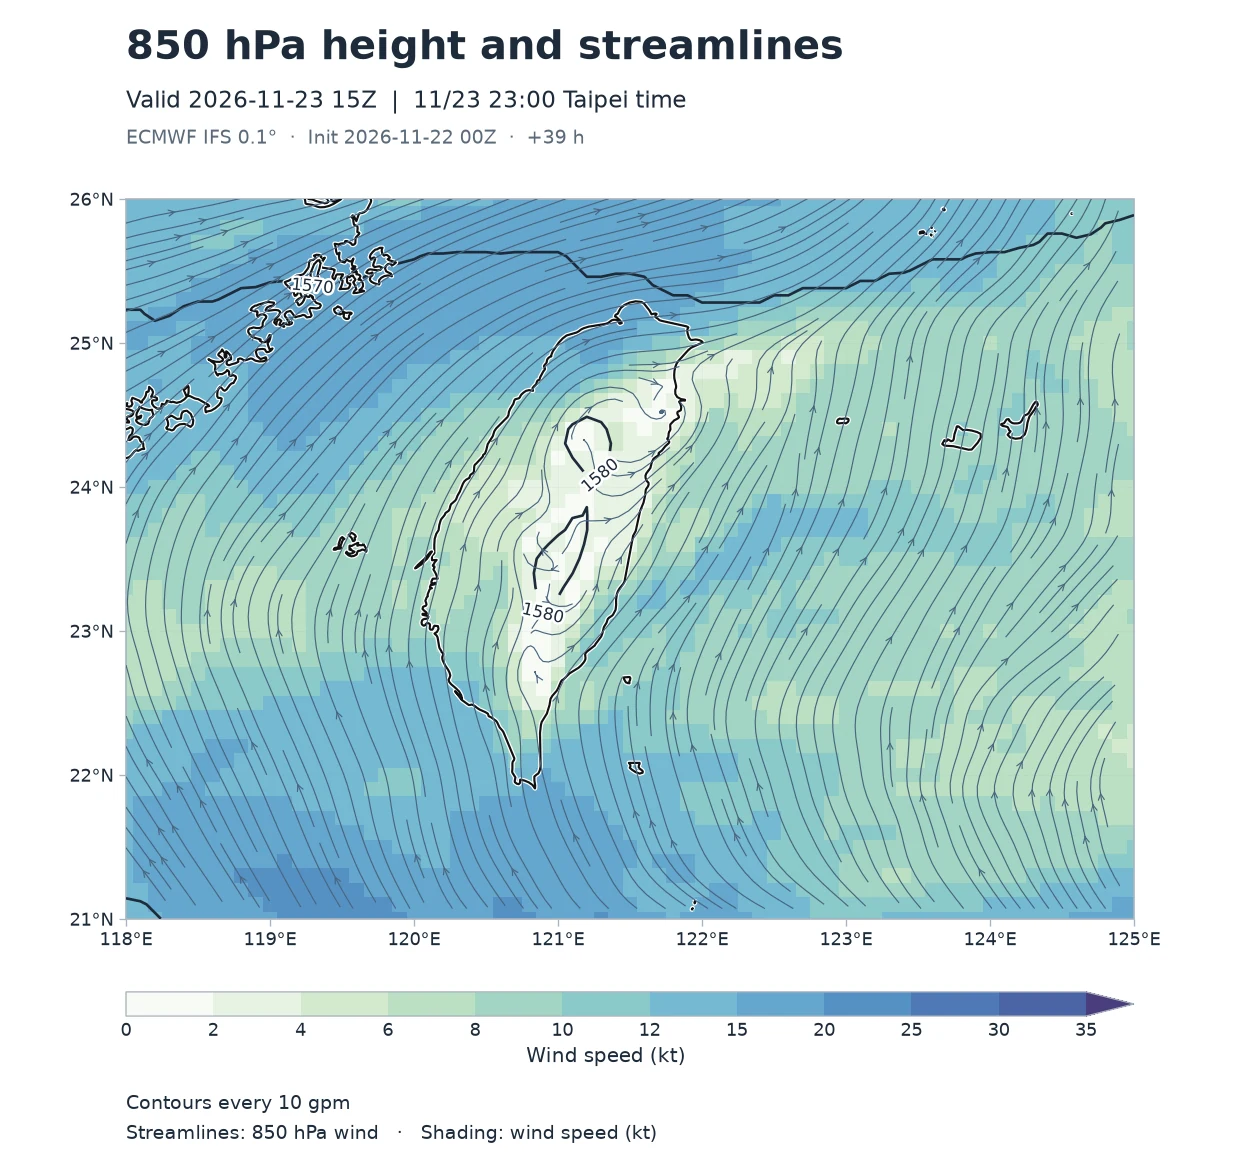 850 hPa height and streamlines
Valid 2026-11-23 15Z | 11/23 23:00 Taipei time
ECMWF IFS 0.1° · Init 2026-11-22 00Z · +39 h
26°N
25°N
24°N
23°N
22°N
21°N
1570
1580
1580
118°E 119°E 120°E 121°E 122°E 123°E 124°E 125°E
0 2 4 6 8 10 12 15 20 25 30 35
Wind speed (kt)
Contours every 10 gpm
Streamlines: 850 hPa wind · Shading: wind speed (kt)